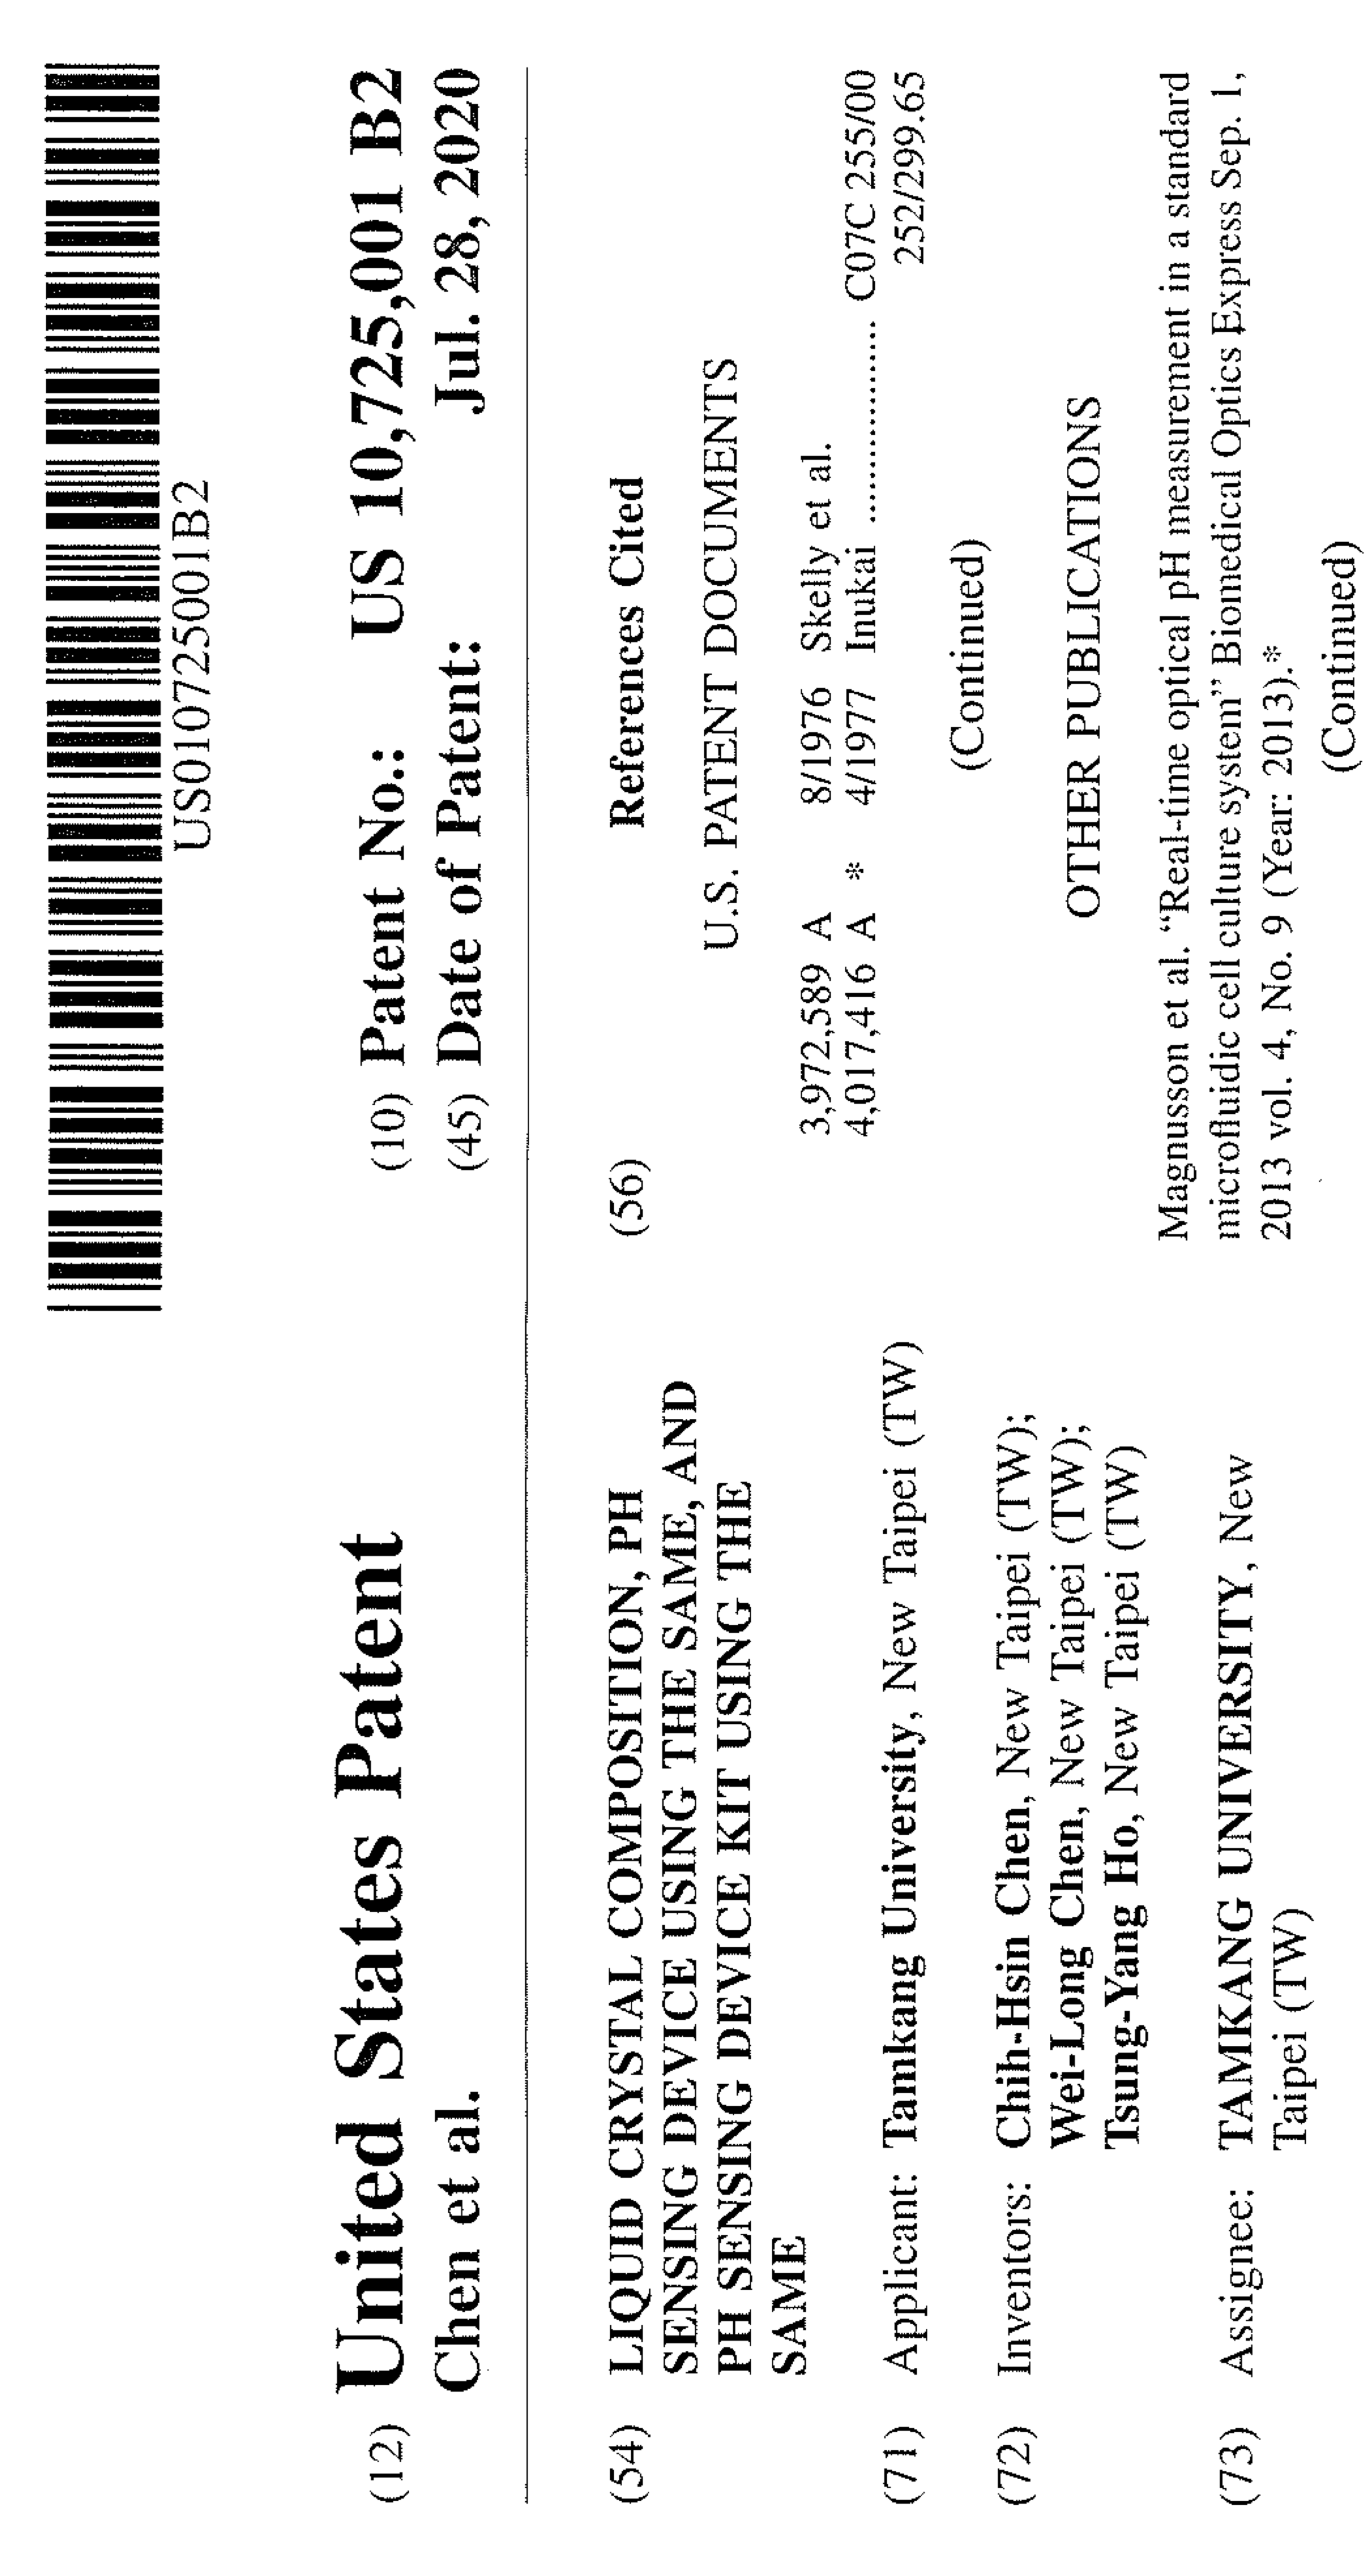 US010725001B2
(12) United States Patent
Chen et al.
(10) Patent No.: US 10,725,001 B2
(45) Date of Patent: Jul. 28, 2020
(54) LIQUID CRYSTAL COMPOSITION, PH
SENSING DEVICE USING THE SAME, AND
PH SENSING DEVICE KIT USING THE
SAME
(71) Applicant: Tamkang University, New Taipei (TW)
(72) Inventors: Chih-Hsin Chen, New Taipei (TW);
Wei-Long Chen, New Taipei (TW);
Tsung-Yang Ho, New Taipei (TW)
(73) Assignee: TAMKANG UNIVERSITY, New
Taipei (TW)
(56) References Cited
U.S. PATENT DOCUMENTS
3,972,589 A 8/1976 Skelly et al.
4,017,416 A * 4/1977 Inukai .................. C07C 255/00
252/299.65
(Continued)
OTHER PUBLICATIONS
Magnusson et al. “Real-time optical pH measurement in a standard
microfluidic cell culture system” Biomedical Optics Express Sep. 1,
2013 vol. 4, No. 9 (Year: 2013).*
(Continued)